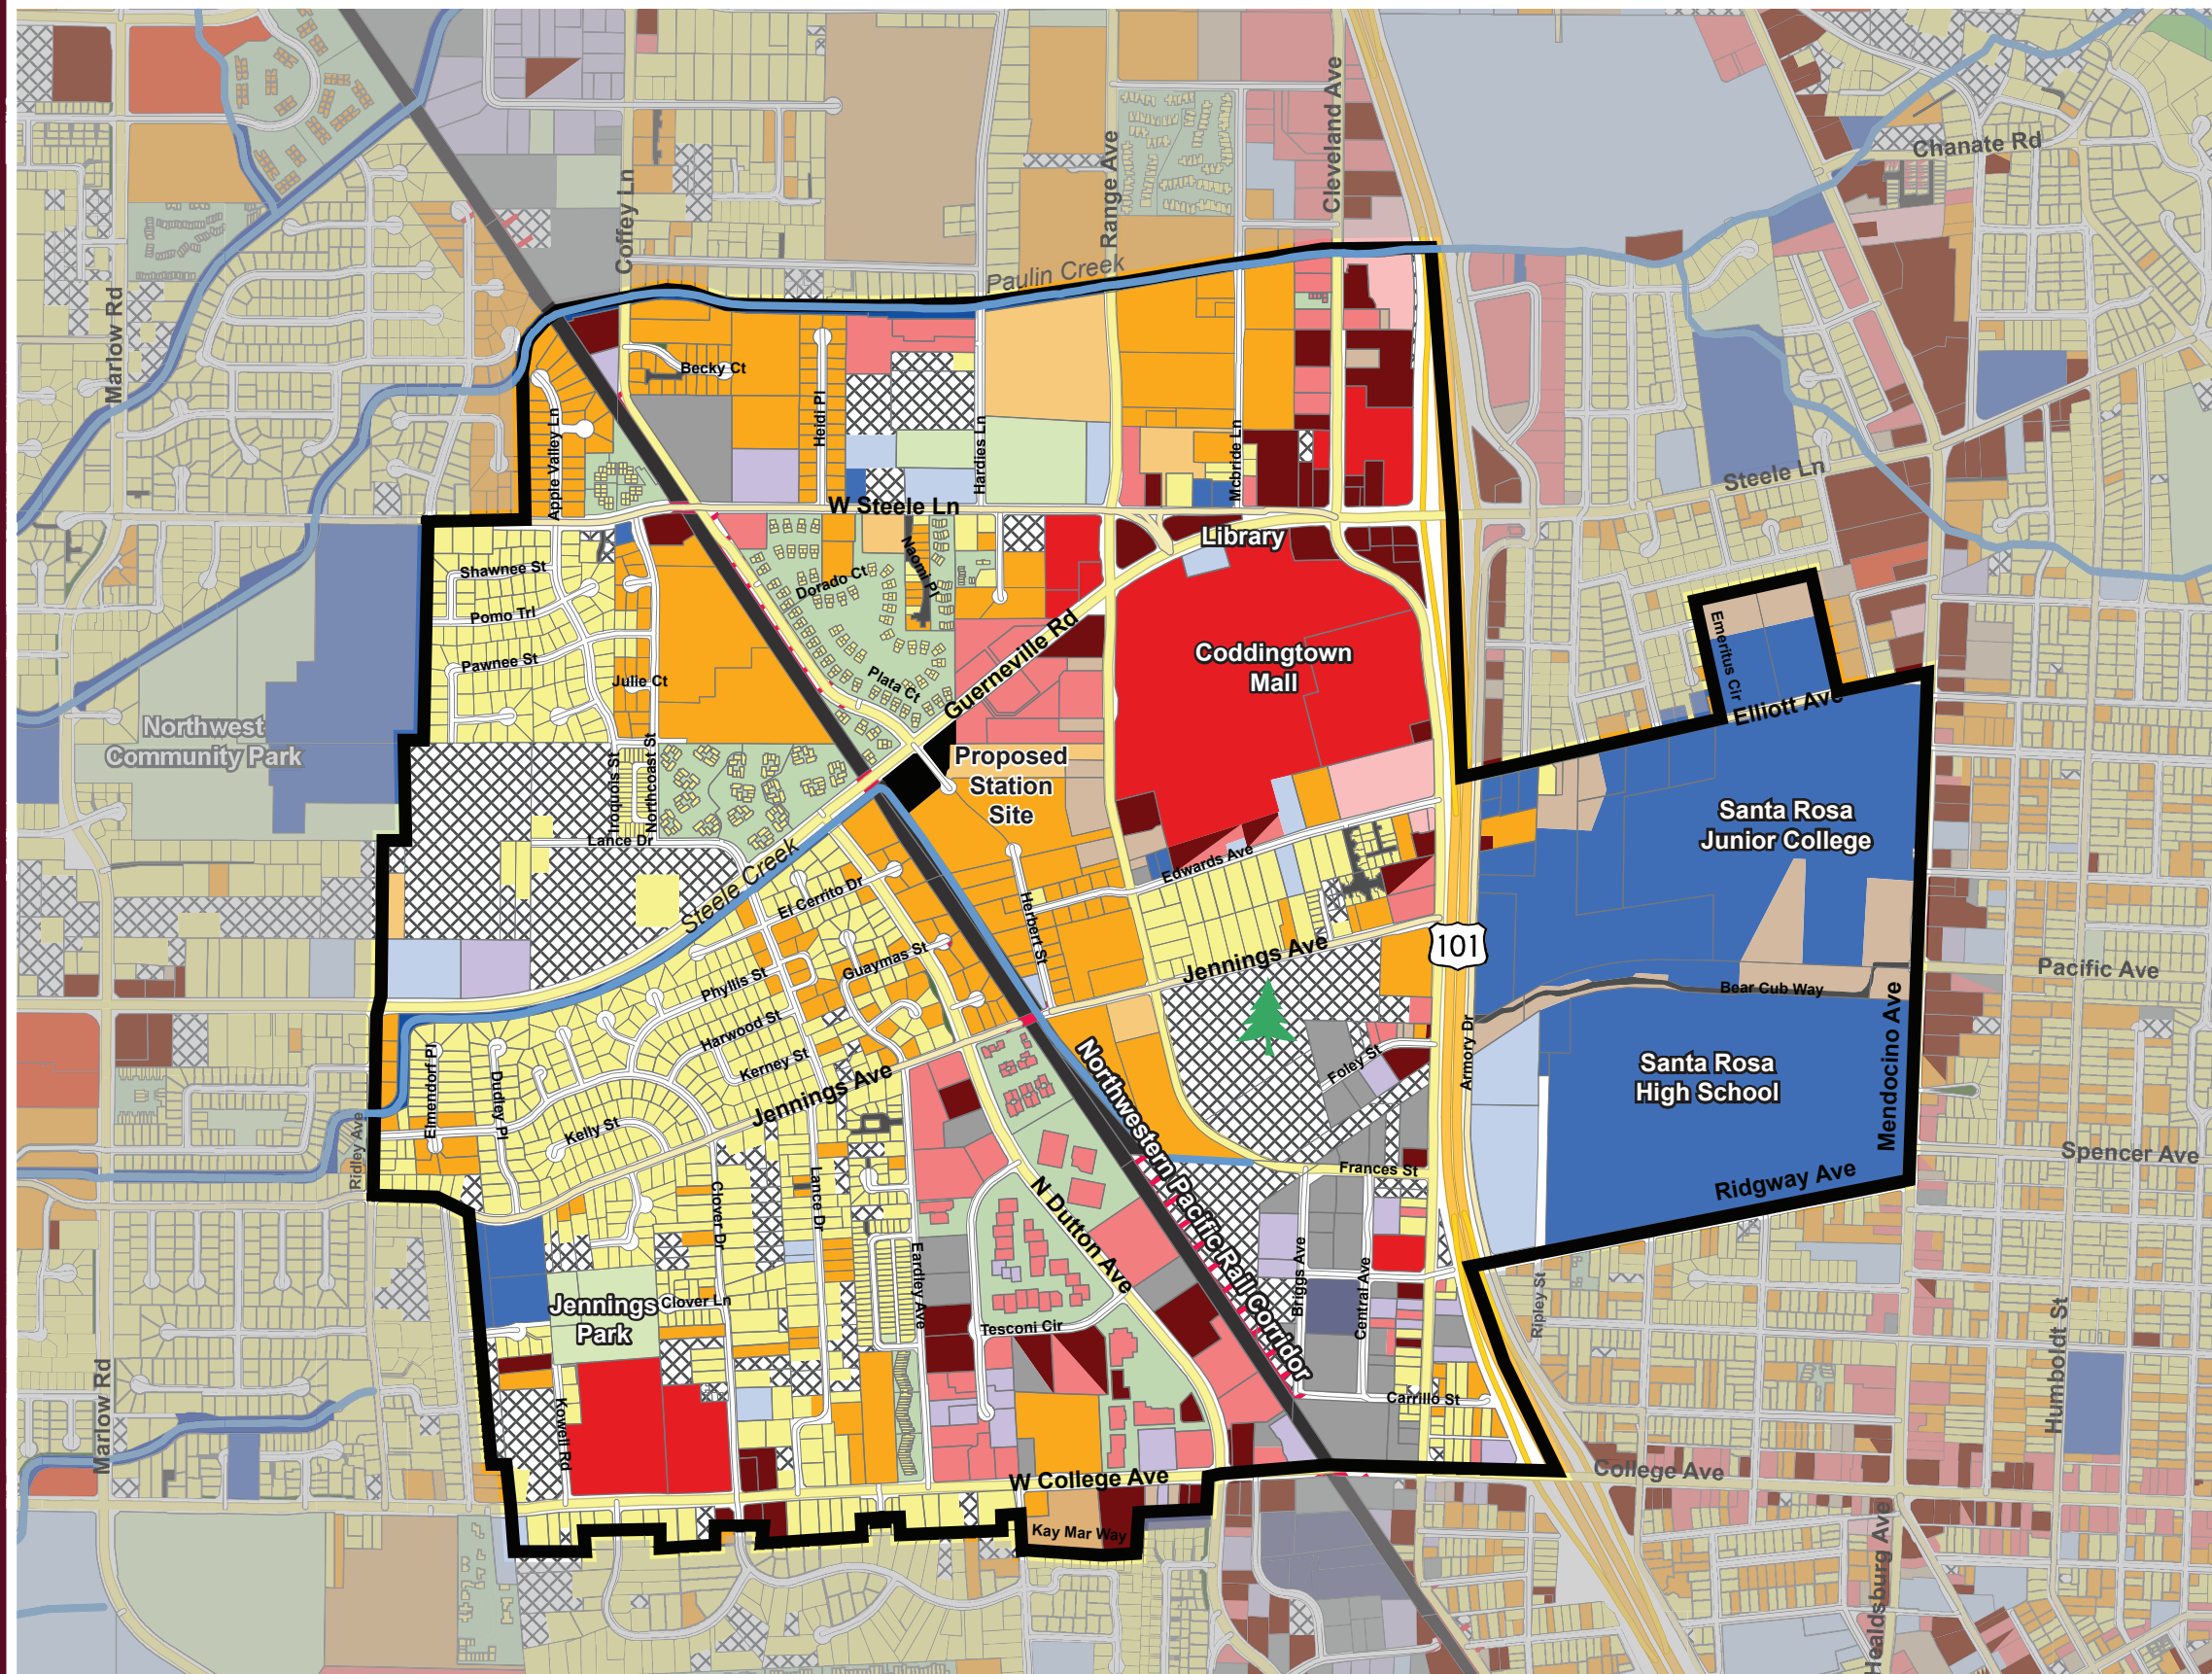 Chanate Rd
Cleveland Ave
Range Ave
Coffey Ln
Paulin Creek
Marlow Rd
Becky Ct
Heidi Pl
Apple Valley Ln
Hardies Ln
Mcbride Ln
Steele Ln
W Steele Ln
Library
Shawnee St
Naomi Pl
Dorado Ct
Pomo Trl
Pawnee St
Julie Ct
Plata Ct
Guerneville Rd
Coddingtown
Mall
Emeritus Cir
Elliott Ave
Northwest
Community Park
Iroquois St
Northcoast St
Proposed
Station
Site
Santa Rosa
Junior College
Lance Dr
Steele Creek
Edwards Ave
El Cerrito Dr
Herbert St
Guaymas St
Jennings Ave
101
Phyllis St
Pacific Ave
Bear Cub Way
Mendocino Ave
Harwood St
Kerney St
Armory Dr
Foley St
Santa Rosa
High School
Elmendorf Pl
Dudley Pl
Jennings Ave
Kelly St
Ridley Ave
Northwestern Pacific Rail Corridor
Frances St
Spencer Ave
Ridgway Ave
Clover Dr
Lance Dr
N Dutton Ave
Eardley Ave
Briggs Ave
Central Ave
Ripley St
Humboldt St
Jennings
Park
Clover Ln
Tesconi Cir
Carrillo St
Marlow Rd
Kowell Rd
W College Ave
College Ave
Kay Mar Way
Healdsburg Ave